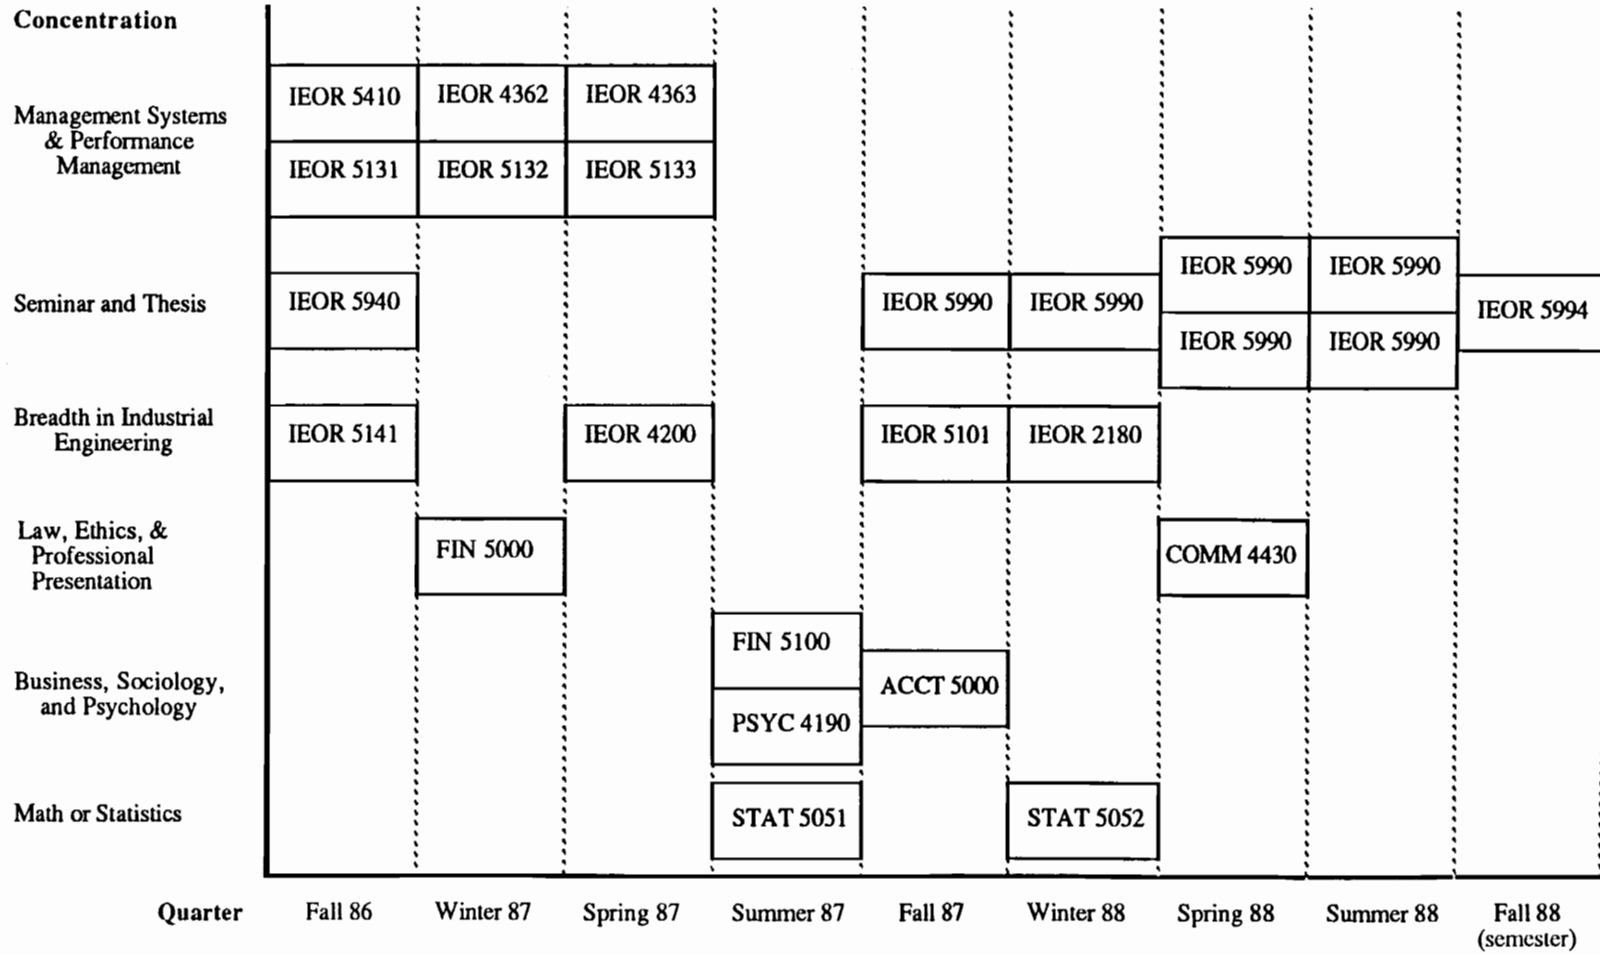 Concentration
Management Systems
& Performance
Management
IEOR 5410
IEOR 4362
IEOR 4363
IEOR 5131
IEOR 5132
IEOR 5133
Seminar and Thesis
IEOR 5940
IEOR 5990
IEOR 5990
IEOR 5990
IEOR 5990
IEOR 5990
IEOR 5990
IEOR 5994
Breadth in Industrial
Engineering
IEOR 5141
IEOR 4200
IEOR 5101
IEOR 2180
Law, Ethics, &
Professional
Presentation
FIN 5000
COMM 4430
Business, Sociology,
and Psychology
FIN 5100
PSYC 4190
ACCT 5000
Math or Statistics
STAT 5051
STAT 5052
Quarter
Fall 86
Winter 87
Spring 87
Summer 87
Fall 87
Winter 88
Spring 88
Summer 88
Fall 88
(semester)